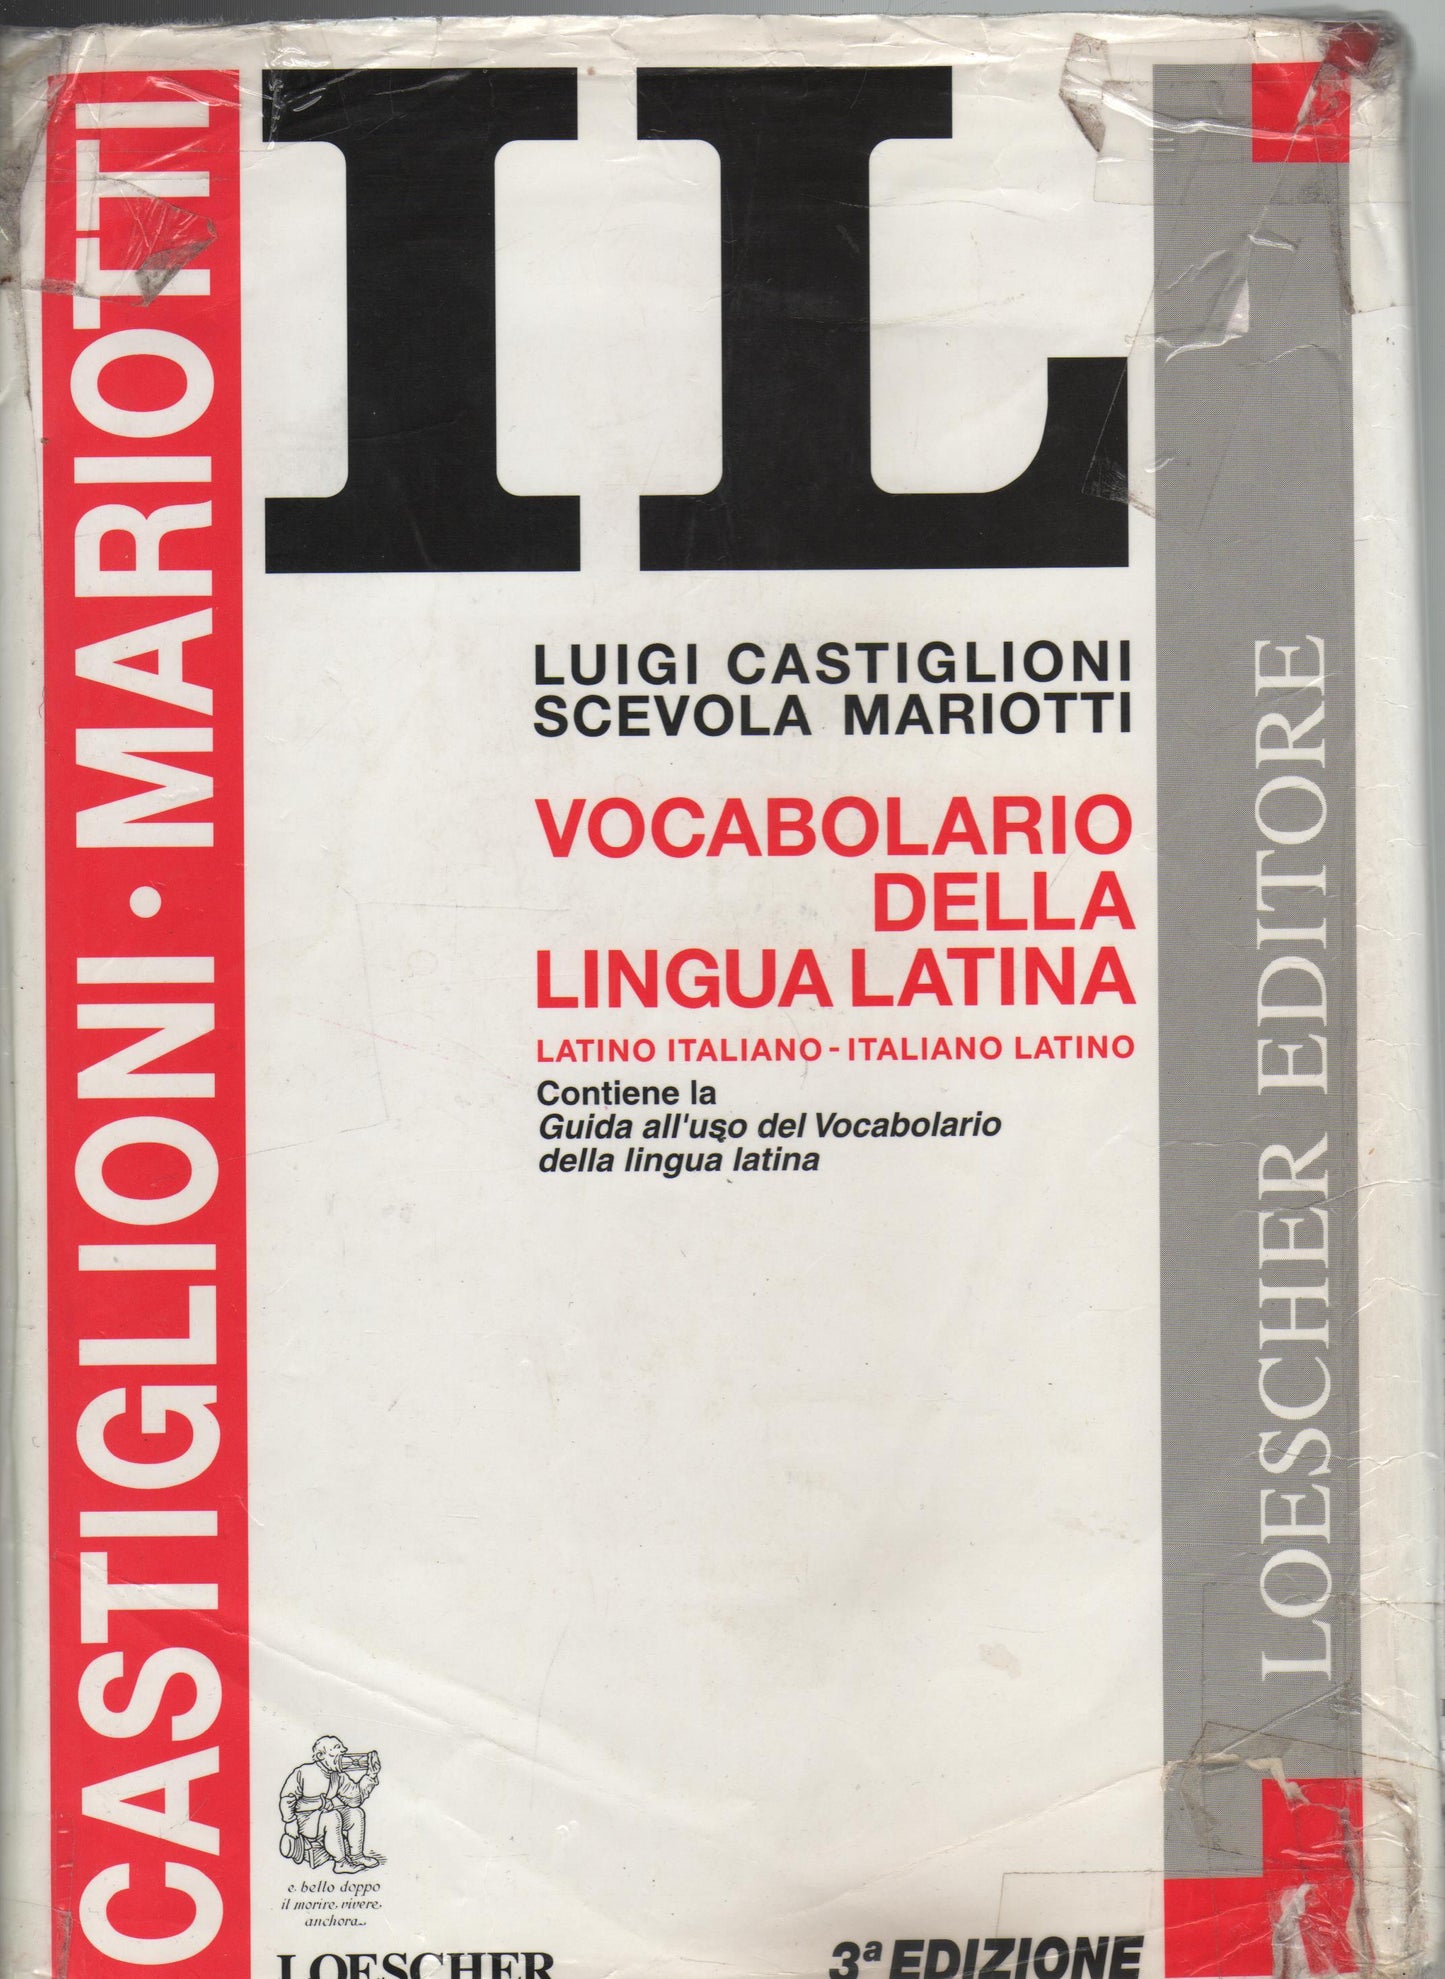 CASTIGLIONI · MARIOTTI
IL
LUIGI CASTIGLIONI
SCEVOLA MARIOTTI
VOCABOLARIO
DELLA
LINGUA LATINA
LATINO ITALIANO - ITALIANO LATINO
Contiene la
Guida all'uso del Vocabolario
della lingua latina
LOESCHER EDITORE
e bello doppo
il morire vivere
anchora
LOESCHER
3ª EDIZIONE